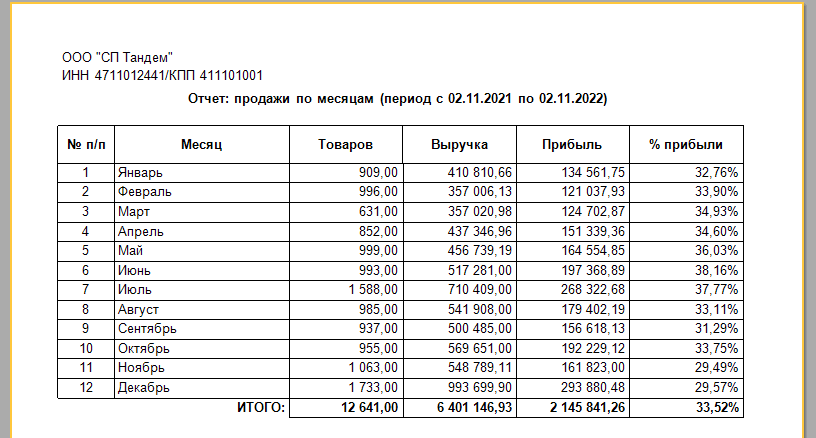 ООО "СП Тандем"
ИНН 4711012441/КПП 411101001
Отчет: продажи по месяцам (период с 02.11.2021 по 02.11.2022)
№ п/п Месяц Товаров Выручка Прибыль % прибыли
1 Январь 909,00 410 810,66 134 561,75 32,76%
2 Февраль 996,00 357 006,13 121 037,93 33,90%
3 Март 631,00 357 020,98 124 702,87 34,93%
4 Апрель 852,00 437 346,96 151 339,36 34,60%
5 Май 999,00 456 739,19 164 554,85 36,03%
6 Июнь 993,00 517 281,00 197 368,89 38,16%
7 Июль 1 588,00 710 409,00 268 322,68 37,77%
8 Август 985,00 541 908,00 179 402,19 33,11%
9 Сентябрь 937,00 500 485,00 156 618,13 31,29%
10 Октябрь 955,00 569 651,00 192 229,12 33,75%
11 Ноябрь 1 063,00 548 789,11 161 823,00 29,49%
12 Декабрь 1 733,00 993 699,90 293 880,48 29,57%
ИТОГО: 12 641,00 6 401 146,93 2 145 841,26 33,52%